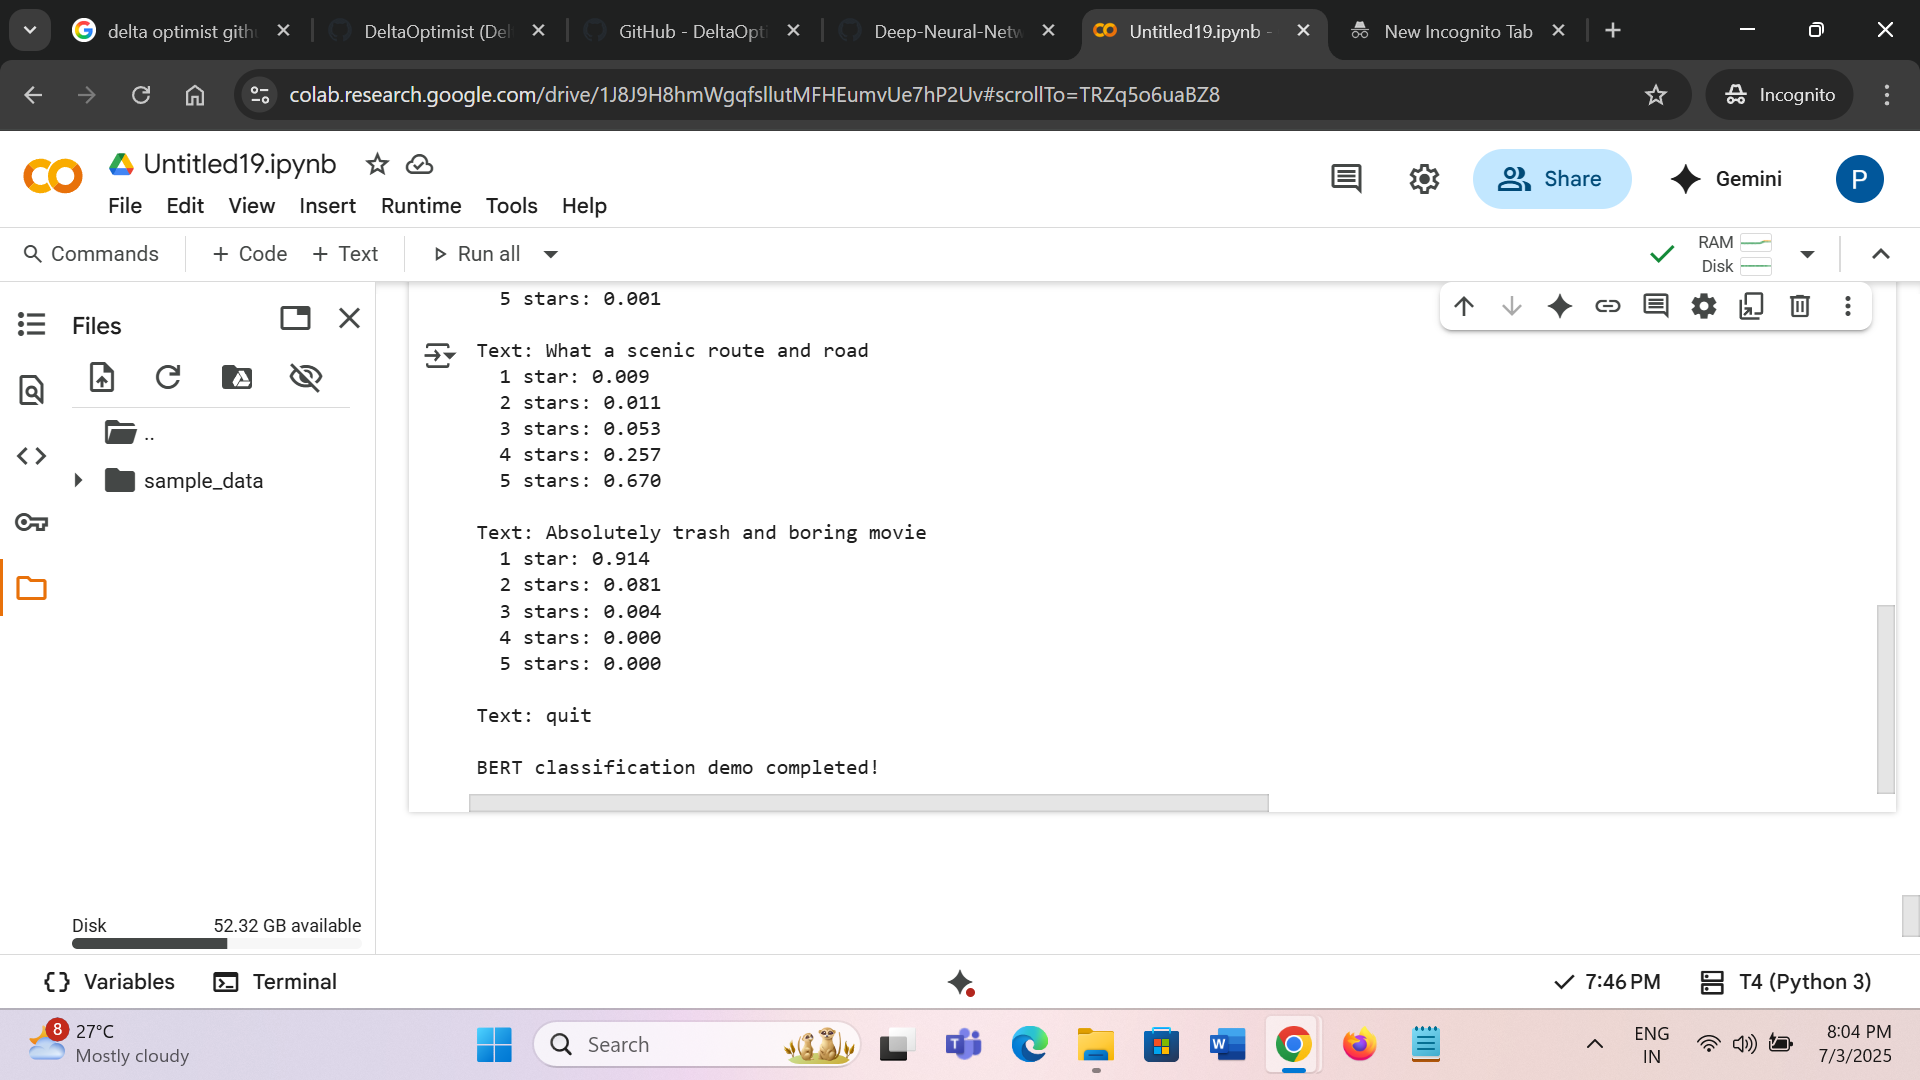 delta optimist gith
DeltaOptimist (Del
GitHub - DeltaOpti
Deep-Neural-Netw
Untitled19.ipynb -
New Incognito Tab
colab.research.google.com/drive/1J8J9H8hmWgqfsllutMFHEumvUe7hP2Uv#scrollTo=TRZq5o6uaBZ8
Incognito
Untitled19.ipynb
File Edit View Insert Runtime Tools Help
Share
Gemini
P
Commands
+ Code + Text
Run all
RAM
Disk
Files
..
sample_data
5 stars: 0.001
Text: What a scenic route and road
1 star: 0.009
2 stars: 0.011
3 stars: 0.053
4 stars: 0.257
5 stars: 0.670
Text: Absolutely trash and boring movie
1 star: 0.914
2 stars: 0.081
3 stars: 0.004
4 stars: 0.000
5 stars: 0.000
Text: quit
BERT classification demo completed!
Disk 52.32 GB available
Variables
Terminal
7:46 PM
T4 (Python 3)
8
27°C
Mostly cloudy
Search
ENG
IN
8:04 PM
7/3/2025